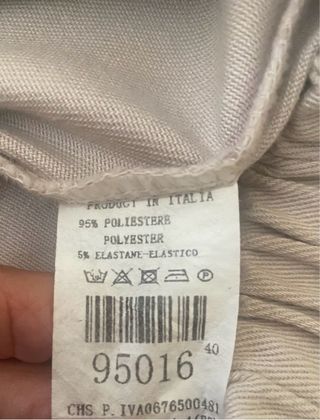 PRODUCT IN ITALIA
95% POLIESTERE
POLYESTER
5% ELASTANE-ELASTICO
P
40
95016
CHS P.IVA0676500481